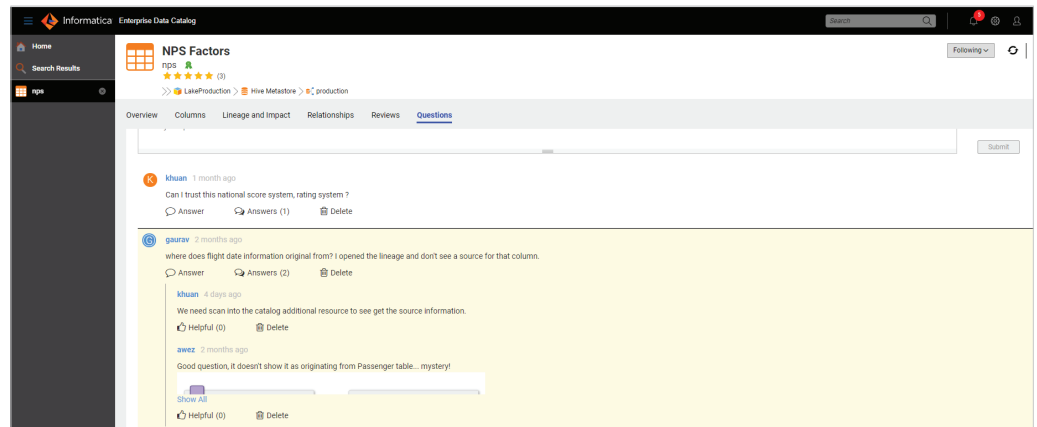 Informatica Enterprise Data Catalog
Search
5
Home
Search Results
nps
NPS Factors
nps
(3)
LakeProduction > Hive Metastore > production
Following
Overview Columns Lineage and Impact Relationships Reviews Questions
Submit
K khuan 1 month ago
Can I trust this national score system, rating system ?
Answer Answers (1) Delete
G gaurav 2 months ago
where does flight date information original from? I opened the lineage and don't see a source for that column.
Answer Answers (2) Delete
khuan 4 days ago
We need scan into the catalog additional resource to see get the source information.
Helpful (0) Delete
awez 2 months ago
Good question, it doesn't show it as originating from Passenger table... mystery!
Show All
Helpful (0) Delete